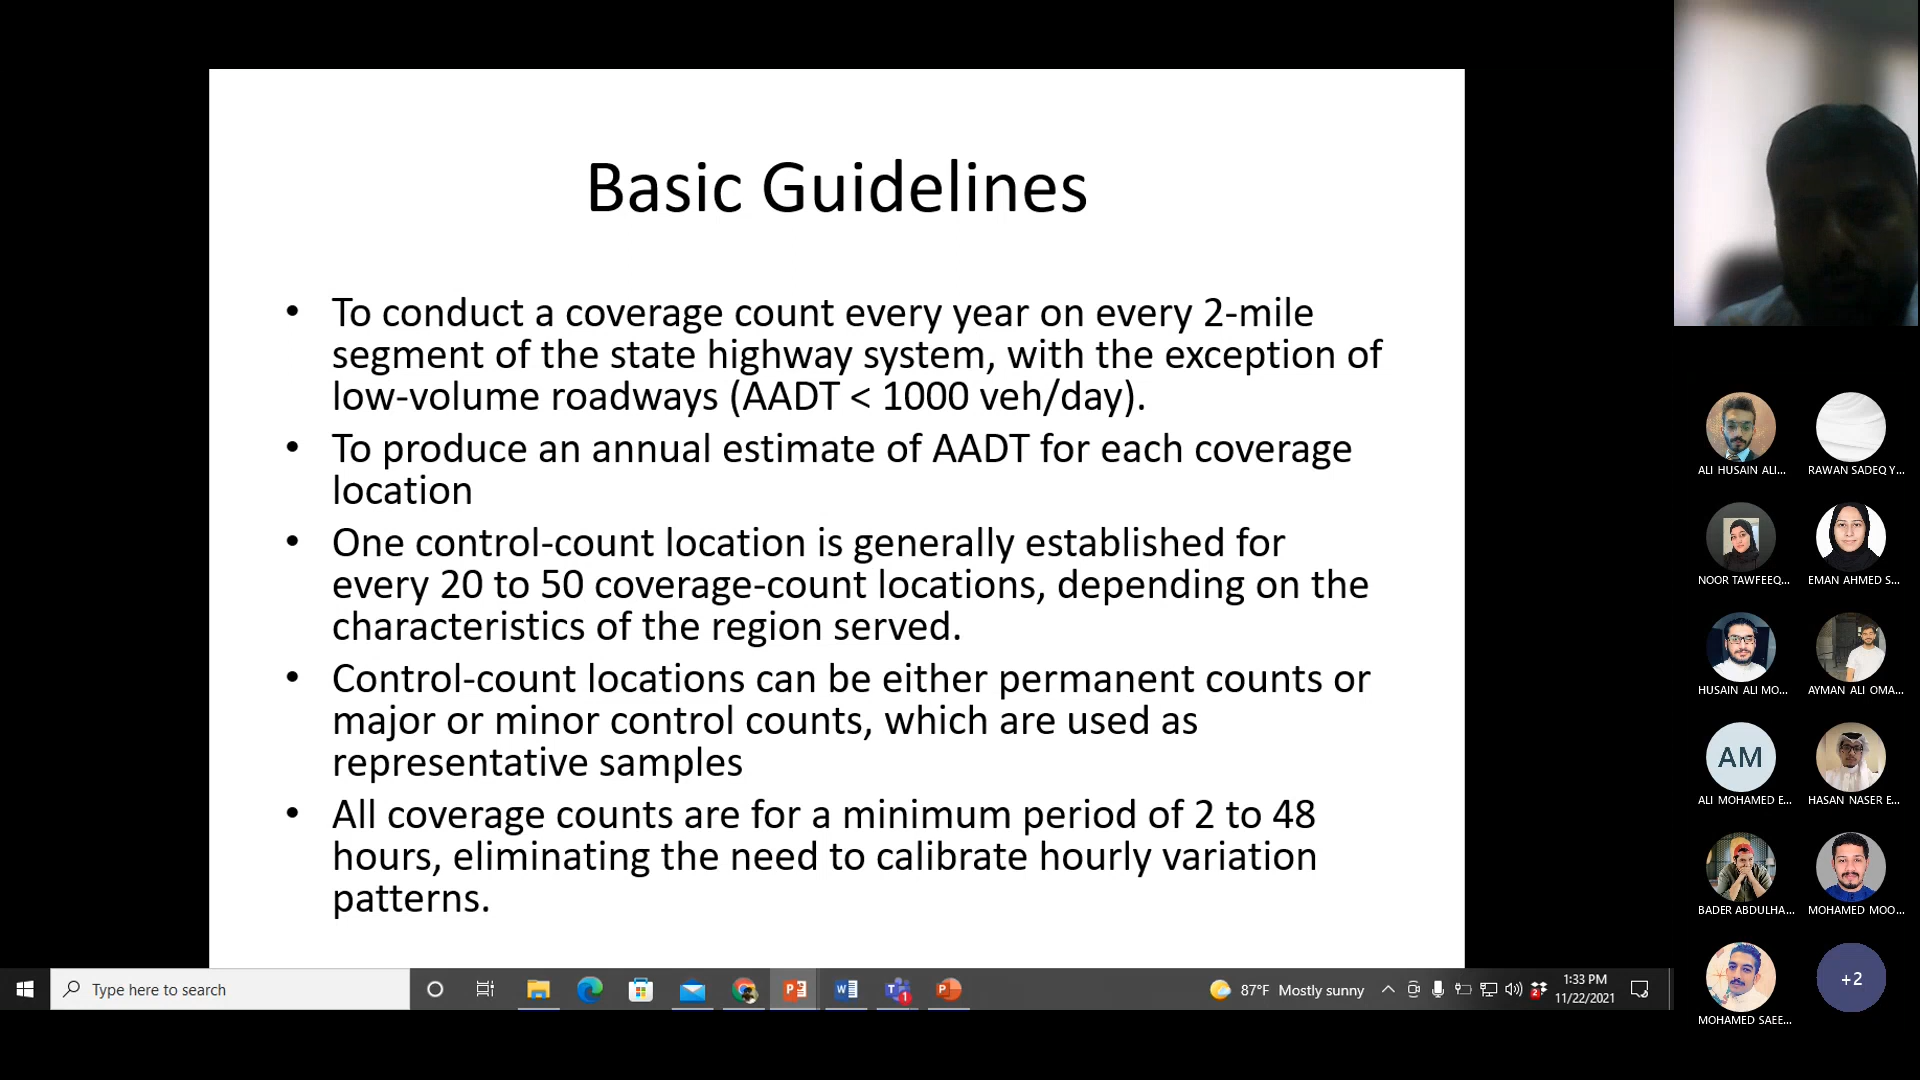 Basic Guidelines
• To conduct a coverage count every year on every 2-mile
segment of the state highway system, with the exception of
low-volume roadways (AADT < 1000 veh/day).
• To produce an annual estimate of AADT for each coverage
location
• One control-count location is generally established for
every 20 to 50 coverage-count locations, depending on the
characteristics of the region served.
• Control-count locations can be either permanent counts or
major or minor control counts, which are used as
representative samples
• All coverage counts are for a minimum period of 2 to 48
hours, eliminating the need to calibrate hourly variation
patterns.
ALI HUSAIN ALI...
RAWAN SADEQ Y...
NOOR TAWFEEQ...
EMAN AHMED S...
HUSAIN ALI MO...
AYMAN ALI OMA...
AM
ALI MOHAMED E...
HASAN NASER E...
BADER ABDULHA...
MOHAMED MOO...
+2
MOHAMED SAEE...
Type here to search
87°F Mostly sunny
1:33 PM
11/22/2021